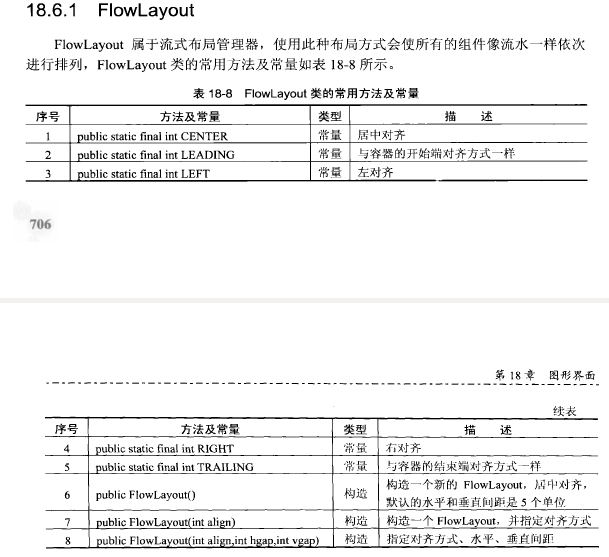 18.6.1 FlowLayout
FlowLayout 属于流式布局管理器，使用此种布局方式会使所有的组件像流水一样依次
进行排列，FlowLayout 类的常用方法及常量如表 18-8 所示。
表 18-8 FlowLayout 类的常用方法及常量
序号 方法及常量 类型 描 述
1 public static final int CENTER 常量 居中对齐
2 public static final int LEADING 常量 与容器的开始端对齐方式一样
3 public static final int LEFT 常量 左对齐
706
第 18 章 图形界面
续表
序号 方法及常量 类型 描 述
4 public static final int RIGHT 常量 右对齐
5 public static final int TRAILING 常量 与容器的结束端对齐方式一样
6 public FlowLayout() 构造 构造一个新的 FlowLayout，居中对齐，
默认的水平和垂直间距是 5 个单位
7 public FlowLayout(int align) 构造 构造一个 FlowLayout，并指定对齐方式
8 public FlowLayout(int align,int hgap,int vgap) 构造 指定对齐方式、水平、垂直间距